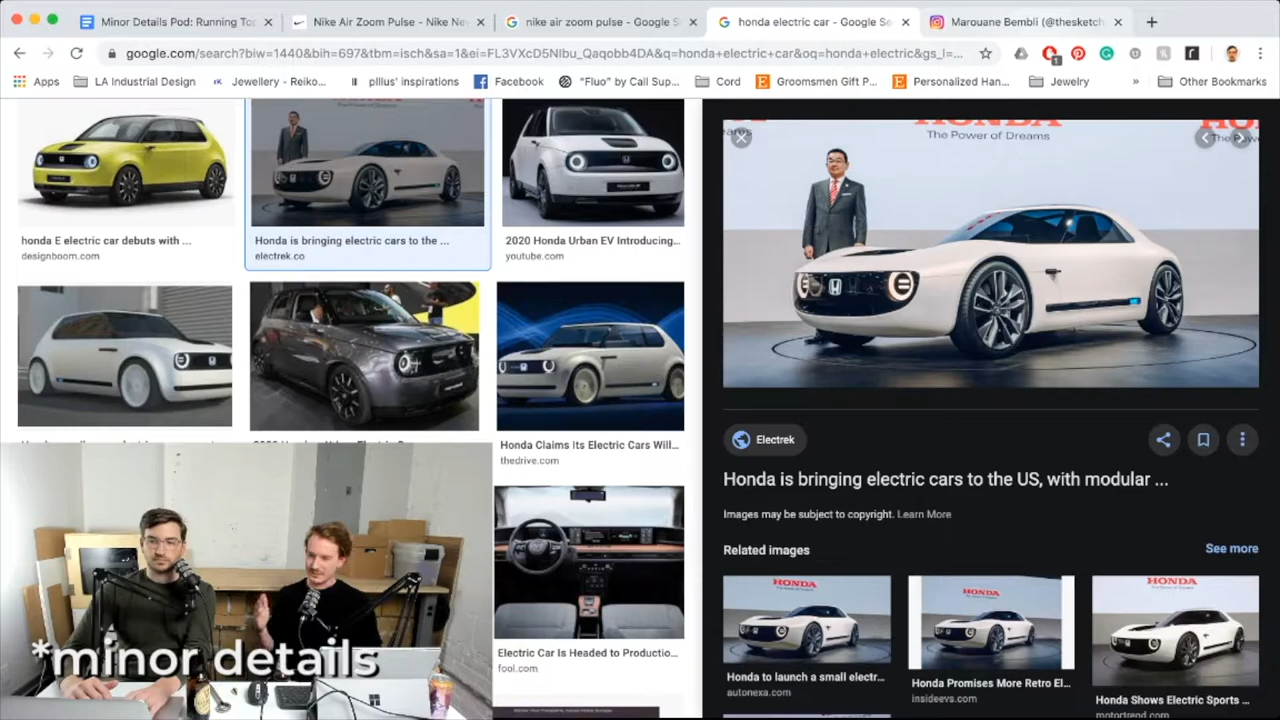 Minor Details Pod: Running Top
Nike Air Zoom Pulse - Nike Ne
nike air zoom pulse - Google S
honda electric car - Google Se
Marouane Bembli (@thesketch
google.com/search?biw=1440&bih=697&tbm=isch&sa=1&ei=FL3VXcD5NIbu_Qaqobb4DA&q=honda+electric+car&oq=honda+electric&gs_l=...
Apps
LA Industrial Design
Jewellery - Reiko...
plllus' inspirations
Facebook
"Fluo" by Call Sup...
Cord
Groomsmen Gift P...
Personalized Han...
Jewelry
»
Other Bookmarks
The Power of Dreams
honda E electric car debuts with ...
designboom.com
Honda is bringing electric cars to the ...
electrek.co
2020 Honda Urban EV Introducing...
youtube.com
Honda Claims Its Electric Cars Will...
thedrive.com
Electric Car Is Headed to Productio...
fool.com
HONDA
The Power of Dreams
Electrek
Honda is bringing electric cars to the US, with modular ...
Images may be subject to copyright. Learn More
Related images
See more
HONDA
Honda to launch a small electr...
autonexa.com
HONDA
Honda Promises More Retro El...
insideevs.com
HONDA
Honda Shows Electric Sports ...
motortrend.com
*minor details